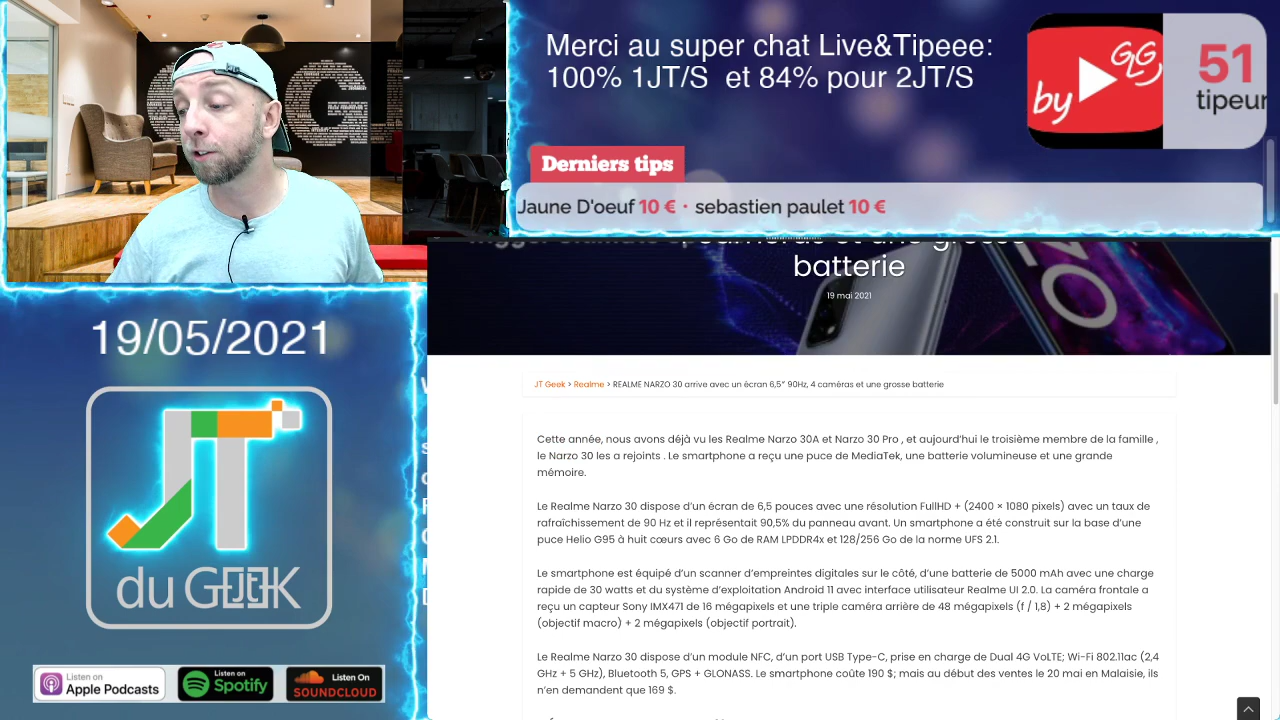 Merci au super chat Live&Tipeee:
by
GG
51
Derniers tips
Jaune D'oeuf 10 € · sebastien paulet 10 €
batterie
19 mai 2021
19/05/2021
JT Geek > Realme > REALME NARZO 30 arrive avec un écran 6,5″ 90Hz, 4 caméras et une grosse batterie
Cette année, nous avons déjà vu les Realme Narzo 30A et Narzo 30 Pro , et aujourd’hui le troisième membre de la famille ,
le Narzo 30 les a rejoints . Le smartphone a reçu une puce de MediaTek, une batterie volumineuse et une grande
mémoire.
Le Realme Narzo 30 dispose d’un écran de 6,5 pouces avec une résolution FullHD + (2400 × 1080 pixels) avec un taux de
rafraîchissement de 90 Hz et il représentait 90,5% du panneau avant. Un smartphone a été construit sur la base d’une
puce Helio G95 à huit cœurs avec 6 Go de RAM LPDDR4x et 128/256 Go de la norme UFS 2.1.
Le smartphone est équipé d’un scanner d’empreintes digitales sur le côté, d’une batterie de 5000 mAh avec une charge
rapide de 30 watts et du système d’exploitation Android 11 avec interface utilisateur Realme UI 2.0. La caméra frontale a
reçu un capteur Sony IMX471 de 16 mégapixels et une triple caméra arrière de 48 mégapixels (f / 1,8) + 2 mégapixels
(objectif macro) + 2 mégapixels (objectif portrait).
Le Realme Narzo 30 dispose d’un module NFC, d’un port USB Type-C, prise en charge de Dual 4G VoLTE; Wi-Fi 802.11ac (2,4
GHz + 5 GHz), Bluetooth 5, GPS + GLONASS. Le smartphone coûte 190 $; mais au début des ventes le 20 mai en Malaisie, ils
n’en demandent que 169 $.
JT
du GEEK
Listen on
Apple Podcasts
Listen on
Spotify
Listen On
SOUNDCLOUD